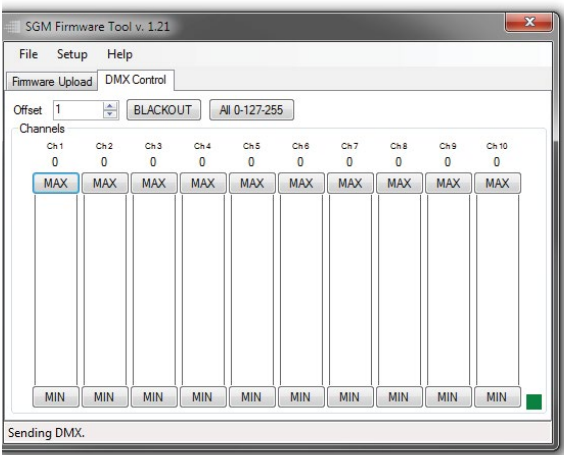 SGM Firmware Tool v. 1.21
File Setup Help
Firmware Upload DMX Control
Offset 1 BLACKOUT All 0-127-255
Channels
Ch 1 Ch 2 Ch 3 Ch 4 Ch 5 Ch 6 Ch 7 Ch 8 Ch 9 Ch 10
0 0 0 0 0 0 0 0 0 0
MAX MAX MAX MAX MAX MAX MAX MAX MAX MAX
MIN MIN MIN MIN MIN MIN MIN MIN MIN MIN
Sending DMX.